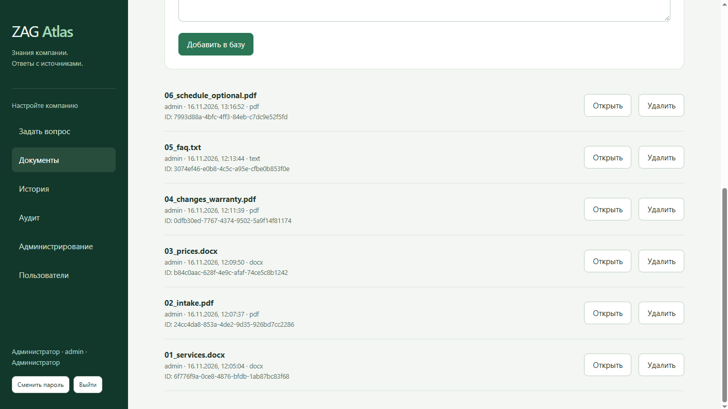 ZAG Atlas
Знания компании.
Ответы с источниками.
Настройте компанию
Задать вопрос
Документы
История
Аудит
Администрирование
Пользователи
Администратор · admin ·
Администратор
Сменить пароль
Выйти
Добавить в базу
06_schedule_optional.pdf
admin · 16.11.2026, 13:16:52 · pdf
ID: 7993d88a-4bfc-4ff3-84eb-c7dc9e52f5fd
Открыть
Удалить
05_faq.txt
admin · 16.11.2026, 12:13:44 · text
ID: 3074ef46-e0b8-4c5c-a95e-cfbe0b853f0e
Открыть
Удалить
04_changes_warranty.pdf
admin · 16.11.2026, 12:11:39 · pdf
ID: 0dfb30ed-7767-4374-9502-5a9f14f81174
Открыть
Удалить
03_prices.docx
admin · 16.11.2026, 12:09:50 · docx
ID: b84c0aac-628f-4e9c-afaf-74ce5c8b1242
Открыть
Удалить
02_intake.pdf
admin · 16.11.2026, 12:07:37 · pdf
ID: 24cc4da8-853a-4de2-9d35-926bd7cc2286
Открыть
Удалить
01_services.docx
admin · 16.11.2026, 12:05:04 · docx
ID: 6f776f9a-0ce8-4876-bfdb-1ab87bc83f68
Открыть
Удалить